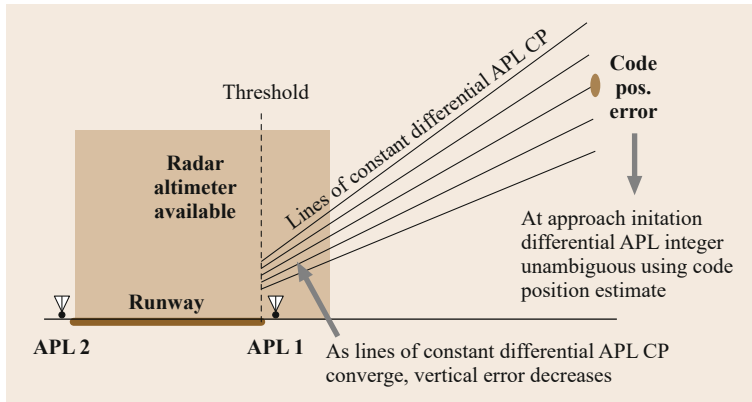 Threshold
Lines of constant differential APL CP
Code
pos.
error
Radar
altimeter
available
At approach initation
differential APL integer
unambiguous using code
position estimate
Runway
APL 2
APL 1
As lines of constant differential APL CP
converge, vertical error decreases